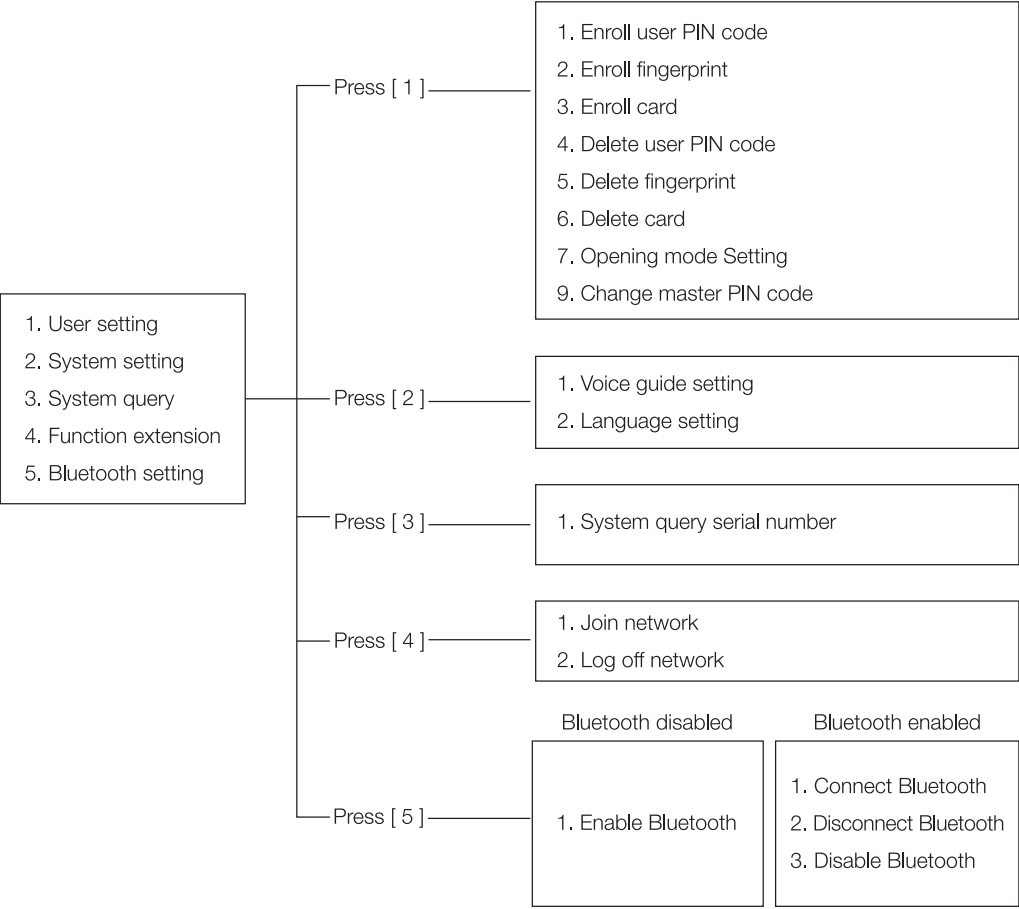 1. User setting
2. System setting
3. System query
4. Function extension
5. Bluetooth setting
Press [ 1 ]
1. Enroll user PIN code
2. Enroll fingerprint
3. Enroll card
4. Delete user PIN code
5. Delete fingerprint
6. Delete card
7. Opening mode Setting
9. Change master PIN code
Press [ 2 ]
1. Voice guide setting
2. Language setting
Press [ 3 ]
1. System query serial number
Press [ 4 ]
1. Join network
2. Log off network
Press [ 5 ]
Bluetooth disabled
1. Enable Bluetooth
Bluetooth enabled
1. Connect Bluetooth
2. Disconnect Bluetooth
3. Disable Bluetooth